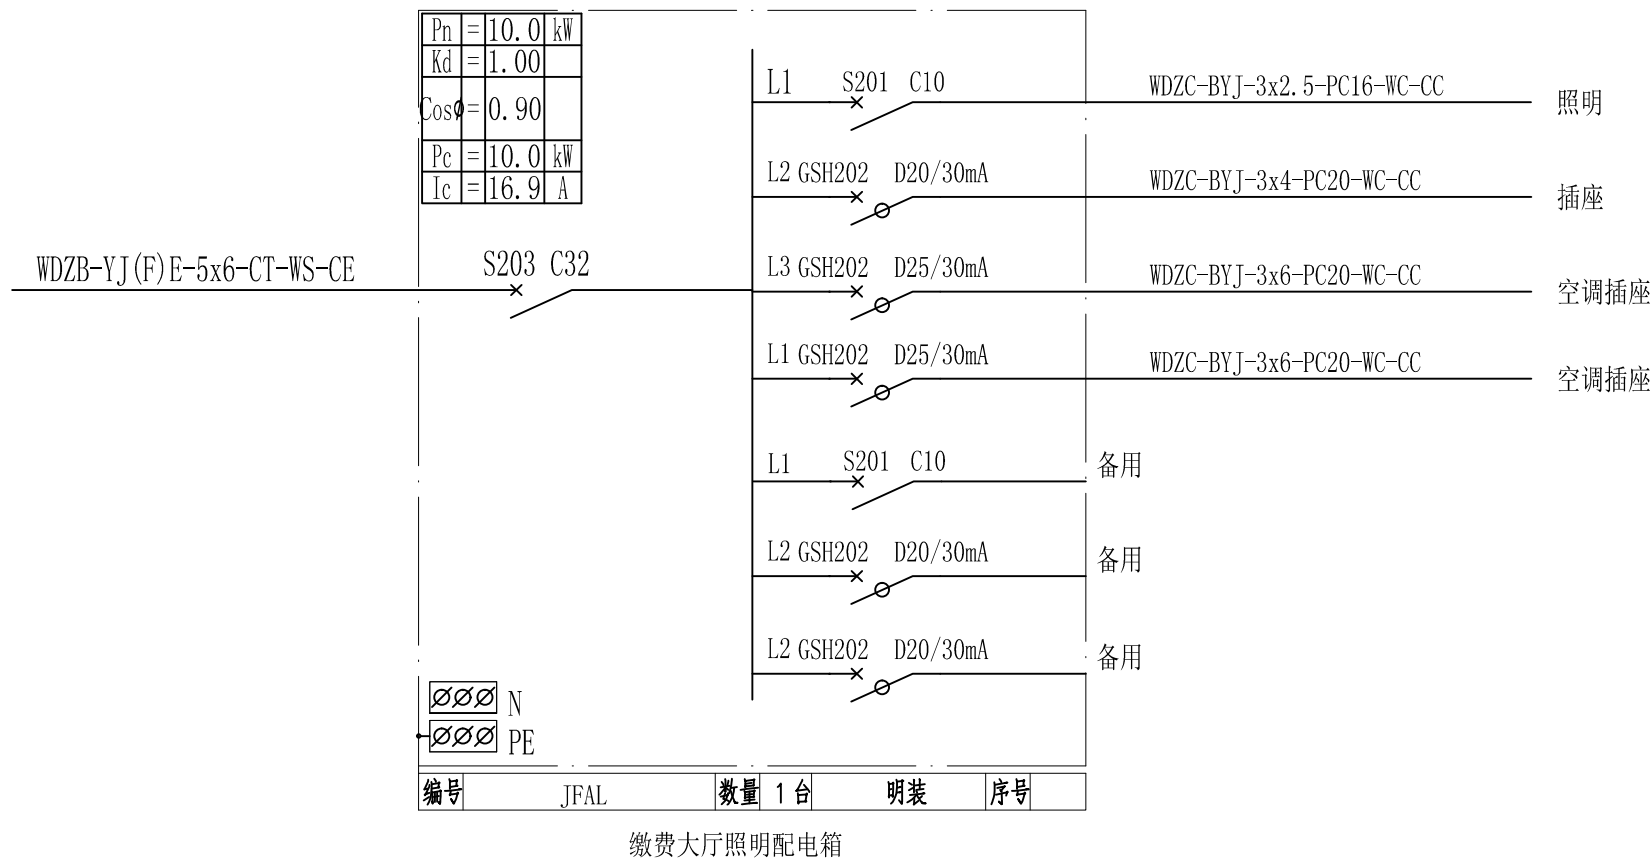 Pn = 10.0 kW
Kd = 1.00
Cosø = 0.90
Pc = 10.0 kW
Ic = 16.9 A
WDZB-YJ(F)E-5x6-CT-WS-CE
S203 C32
L1 S201 C10 WDZC-BYJ-3x2.5-PC16-WC-CC 照明
L2 GSH202 D20/30mA WDZC-BYJ-3x4-PC20-WC-CC 插座
L3 GSH202 D25/30mA WDZC-BYJ-3x6-PC20-WC-CC 空调插座
L1 GSH202 D25/30mA WDZC-BYJ-3x6-PC20-WC-CC 空调插座
L1 S201 C10 备用
L2 GSH202 D20/30mA 备用
L2 GSH202 D20/30mA 备用
N
PE
编号 JFAL 数量 1台 明装 序号
缴费大厅照明配电箱